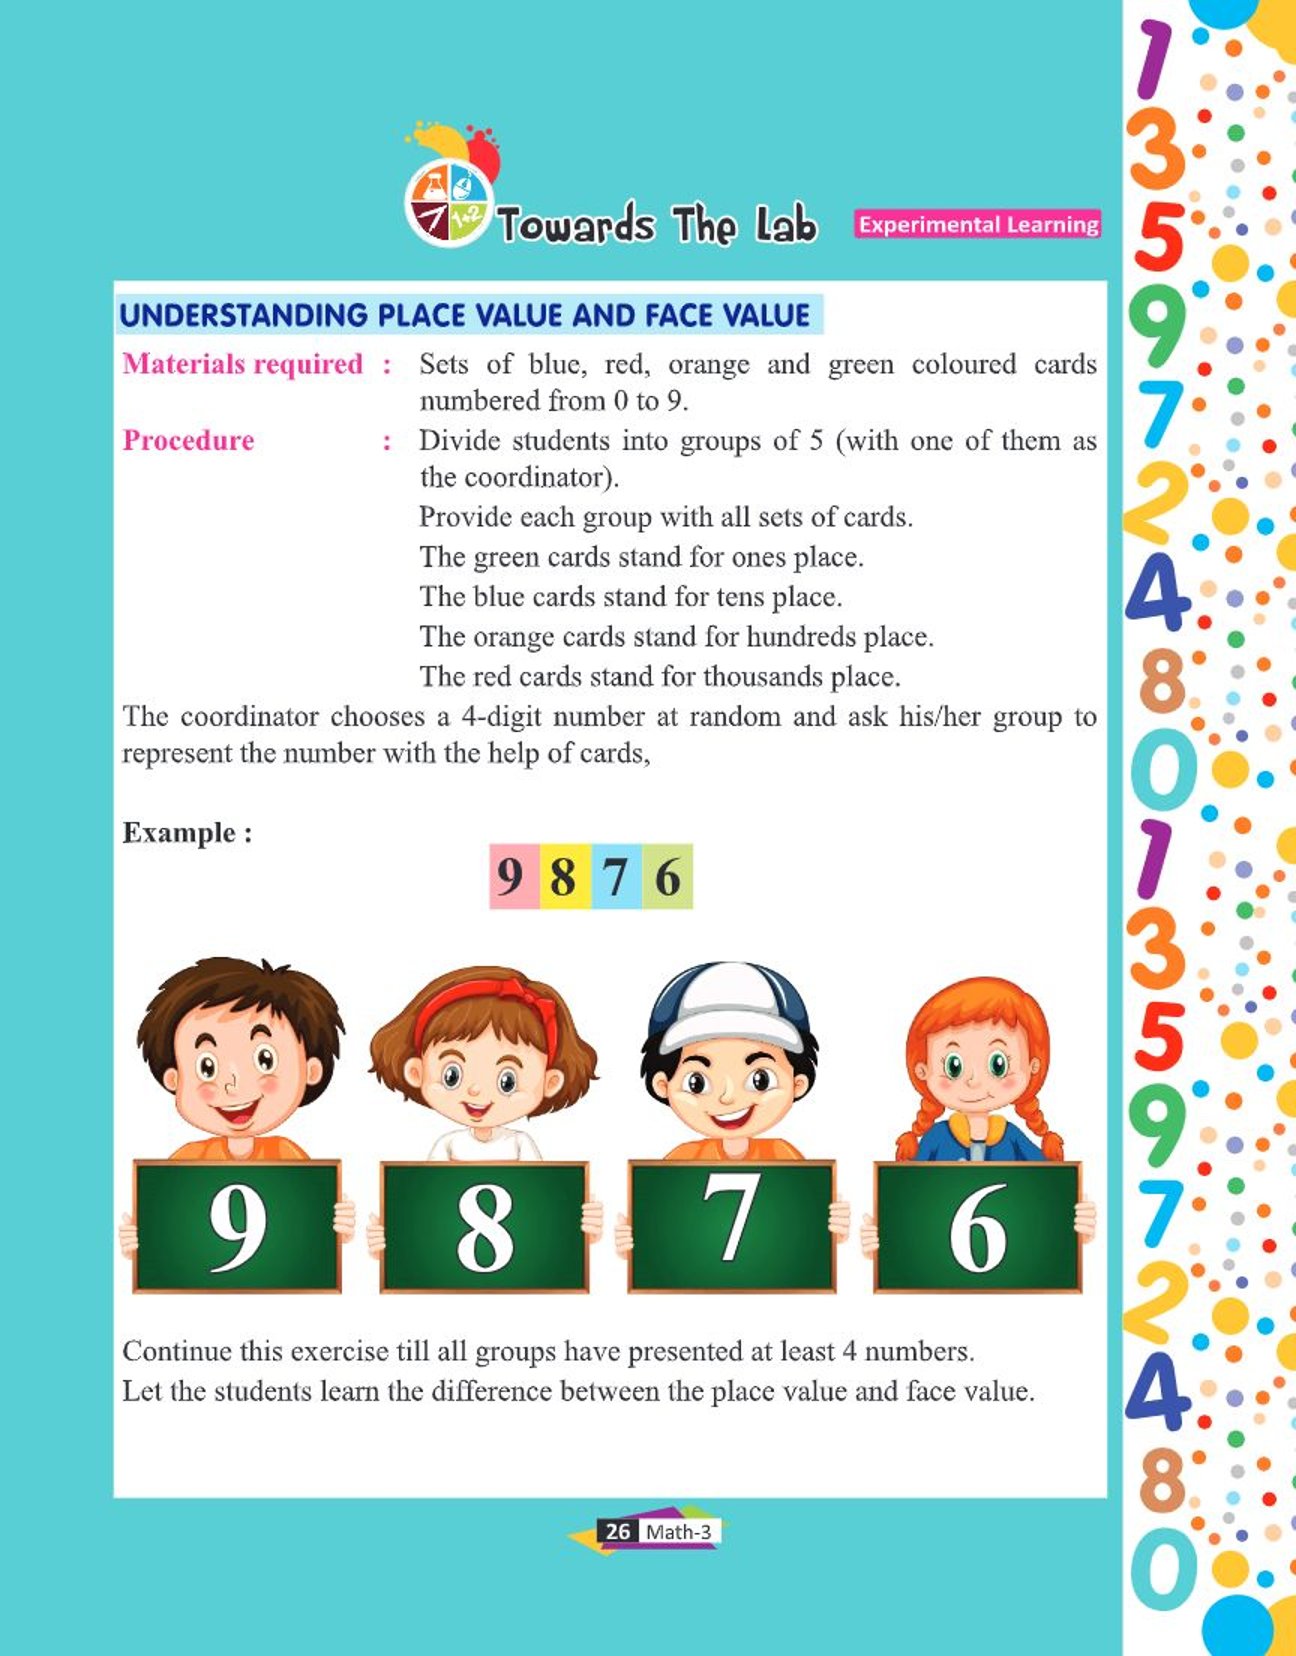 1+2
Towards The Lab
Experimental Learning
UNDERSTANDING PLACE VALUE AND FACE VALUE
Materials required : Sets of blue, red, orange and green coloured cards
numbered from 0 to 9.
Procedure : Divide students into groups of 5 (with one of them as
the coordinator).
Provide each group with all sets of cards.
The green cards stand for ones place.
The blue cards stand for tens place.
The orange cards stand for hundreds place.
The red cards stand for thousands place.
The coordinator chooses a 4-digit number at random and ask his/her group to
represent the number with the help of cards,
Example :
9 8 7 6
9 8 7 6
Continue this exercise till all groups have presented at least 4 numbers.
Let the students learn the difference between the place value and face value.
26 Math-3
1
3
5
9
7
2
4
8
0
1
3
5
9
7
2
4
8
0